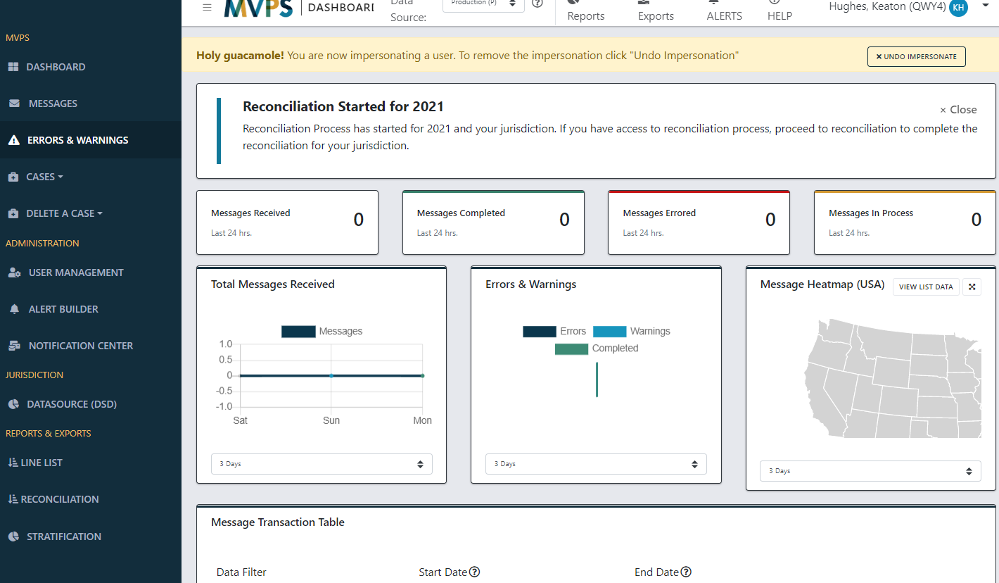 MVPS
DASHBOARD
MESSAGES
ERRORS & WARNINGS
CASES
DELETE A CASE
ADMINISTRATION
USER MANAGEMENT
ALERT BUILDER
NOTIFICATION CENTER
JURISDICTION
DATASOURCE (DSD)
REPORTS & EXPORTS
LINE LIST
RECONCILIATION
STRATIFICATION
MVPS
DASHBOARD
Data
Source:
Production (P)
Reports
Exports
ALERTS
HELP
Hughes, Keaton (QWY4)
KH
Holy guacamole! You are now impersonating a user. To remove the impersonation click "Undo Impersonation"
× UNDO IMPERSONATE
Reconciliation Started for 2021
× Close
Reconciliation Process has started for 2021 and your jurisdiction. If you have access to reconciliation process, proceed to reconciliation to complete the
reconciliation for your jurisdiction.
Messages Received
0
Last 24 hrs.
Messages Completed
0
Last 24 hrs.
Messages Errored
0
Last 24 hrs.
Messages In Process
0
Last 24 hrs.
Total Messages Received
Messages
1.0
0.5
0
-0.5
-1.0
Sat Sun Mon
3 Days
Errors & Warnings
Errors Warnings
Completed
3 Days
Message Heatmap (USA)
VIEW LIST DATA
3 Days
Message Transaction Table
Data Filter
Start Date
End Date